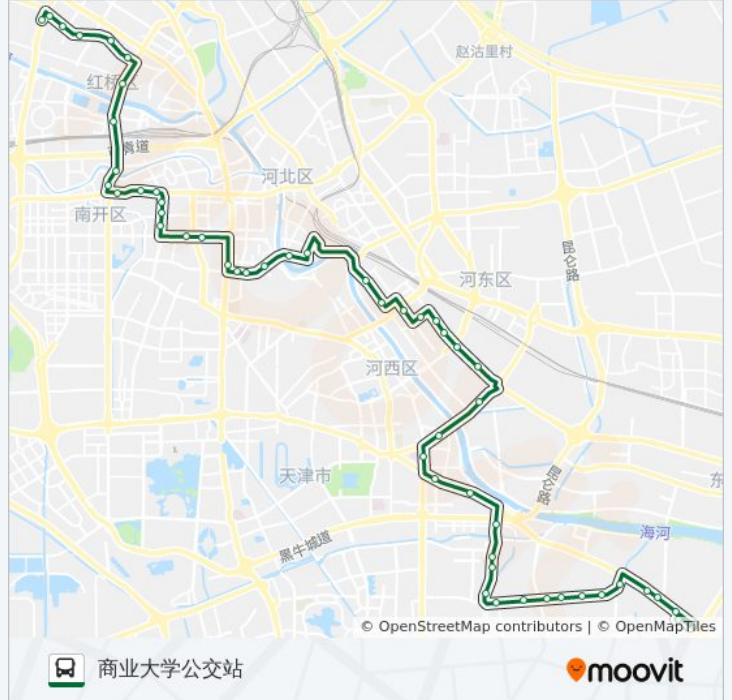 赵沽里村
红桥区
河北区
南开区
昆仑路
河东区
河西区
天津市
昆仑路
东
海河
黑牛城道
© OpenStreetMap contributors | © OpenMapTiles
商业大学公交站
moovit